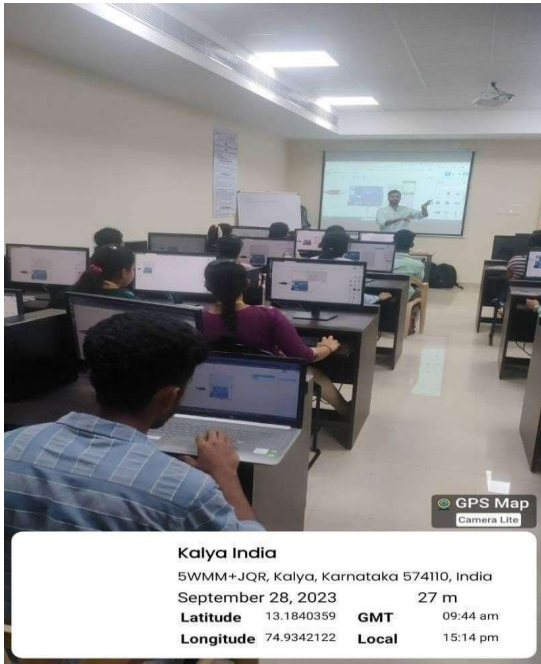 GPS Map
Camera Lite
Kalya India
5WMM+JQR, Kalya, Karnataka 574110, India
September 28, 2023 27 m
Latitude 13.1840359 GMT 09:44 am
Longitude 74.9342122 Local 15:14 pm